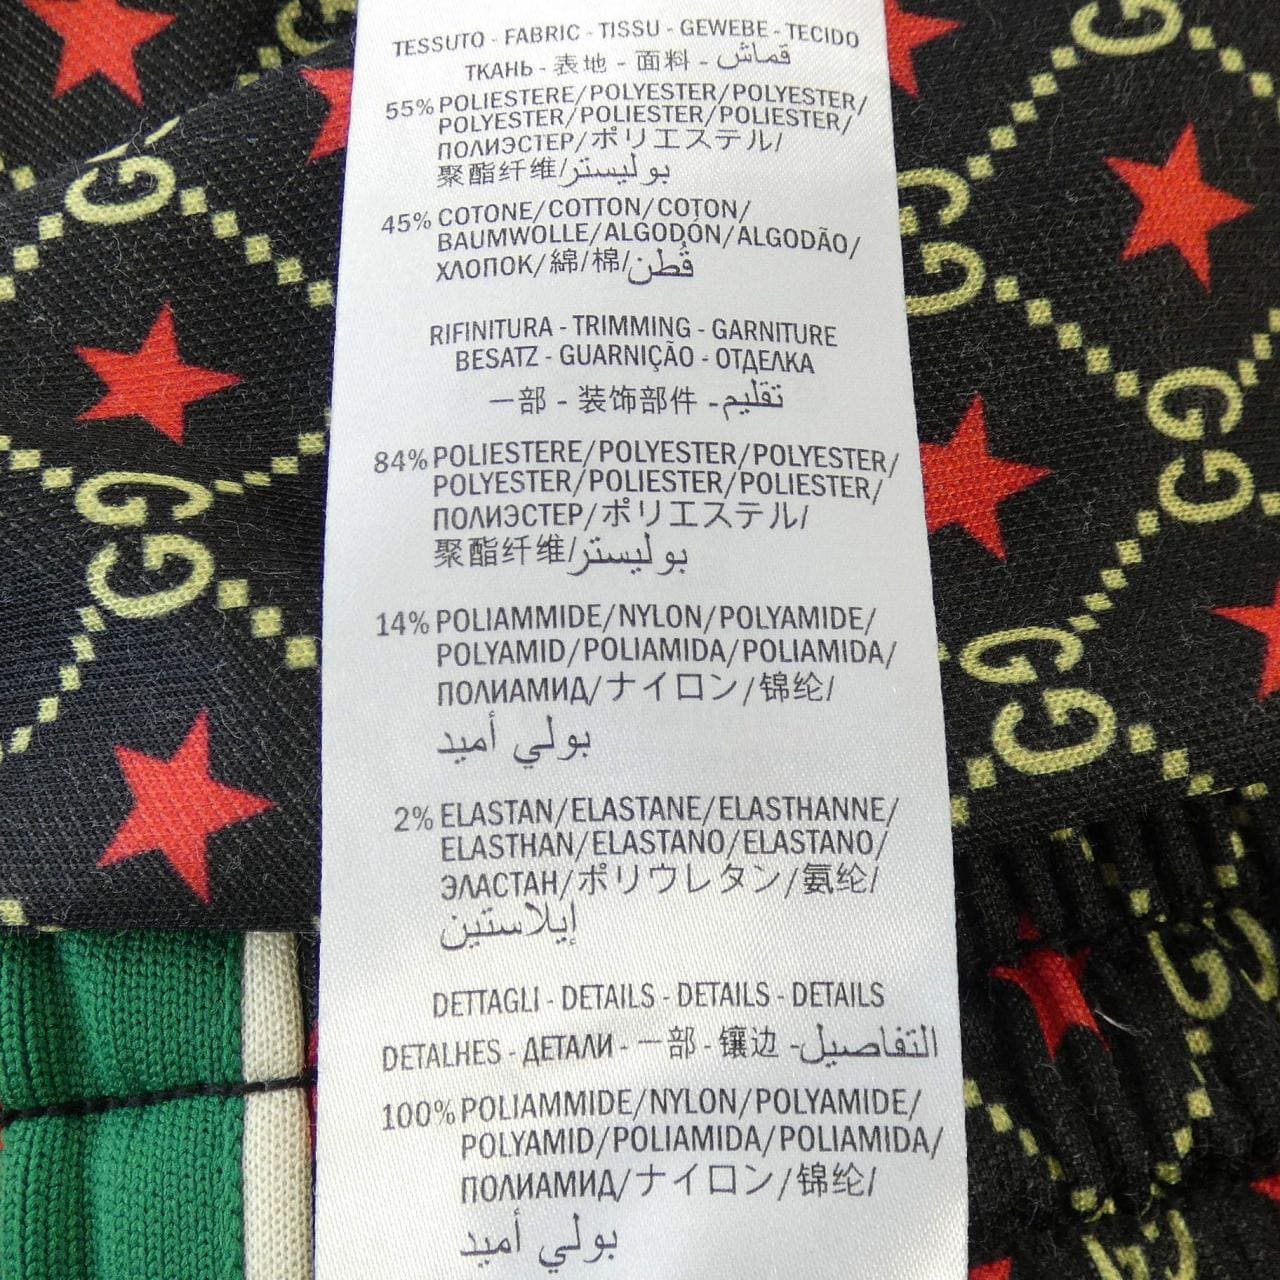 TESSUTO - FABRIC - TISSU - GEWEBE - TECIDO
ТКАНЬ - 表地 - 面料 - قماش
55% POLIESTERE/POLYESTER/POLYESTER/
POLYESTER/POLIESTER/POLIESTER/
ПОЛИЭСТЕР/ポリエステル/
聚酯纤维/بوليستر
45% COTONE/COTTON/COTON/
BAUMWOLLE/ALGODÓN/ALGODÃO/
ХЛОПОК/綿/棉/قطن
RIFINITURA - TRIMMING - GARNITURE
BESATZ - GUARNIÇÃO - ОТДЕЛКА
一部 - 装饰部件 - تقليم
84% POLIESTERE/POLYESTER/POLYESTER/
POLYESTER/POLIESTER/POLIESTER/
ПОЛИЭСТЕР/ポリエステル/
聚酯纤维/بوليستر
14% POLIAMMIDE/NYLON/POLYAMIDE/
POLYAMID/POLIAMIDA/POLIAMIDA/
ПОЛИАМИД/ナイロン/锦纶/
بولي أميد
2% ELASTAN/ELASTANE/ELASTHANNE/
ELASTHAN/ELASTANO/ELASTANO/
ЭЛАСТАН/ポリウレタン/氨纶/
إيلاستين
DETTAGLI - DETAILS - DETAILS - DETAILS
DETALHES - ДЕТАЛИ - 一部 - 镶边 - التفاصيل
100% POLIAMMIDE/NYLON/POLYAMIDE/
POLYAMID/POLIAMIDA/POLIAMIDA/
ПОЛИАМИД/ナイロン/锦纶/
بولي أميد